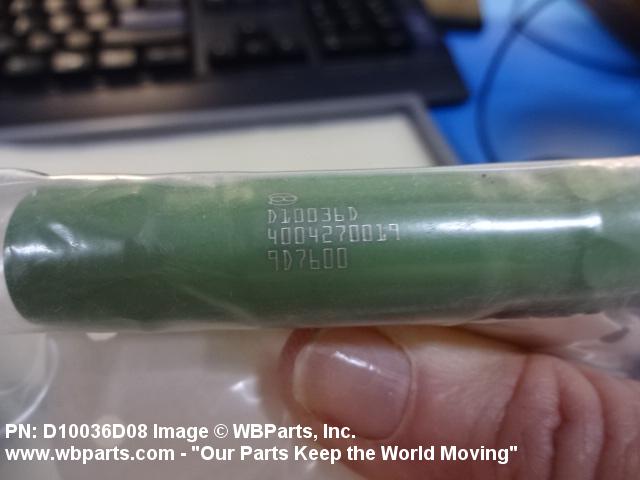 D10036D
4004270019
9D7600
PN: D10036D08 Image © WBParts, Inc.
www.wbparts.com - "Our Parts Keep the World Moving"